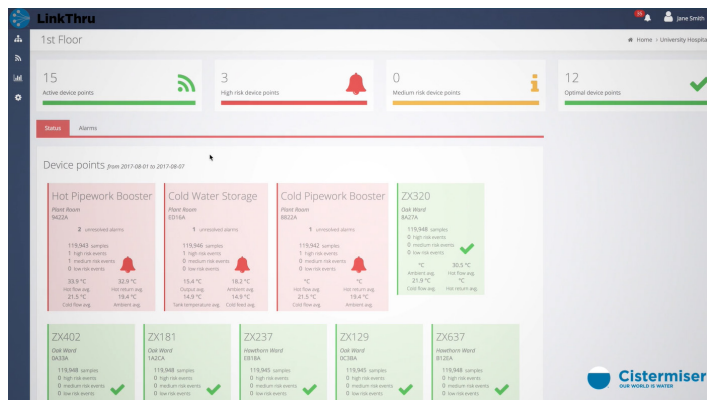 LinkThru
35
Jane Smith
1st Floor
Home > University Hospita
15
Active device points
3
High risk device points
0
Medium risk device points
12
Optimal device points
Status
Alarms
Device points from 2017-08-01 to 2017-08-07
Hot Pipework Booster
Plant Room
9422A
2 unresolved alarms
119,943 samples
1 high risk events
1 medium risk events
0 low risk events
33.9 °C
32.9 °C
Hot flow avg.
Hot return avg.
21.5 °C
19.4 °C
Cold flow avg.
Ambient avg.
Cold Water Storage
Plant Room
ED16A
1 unresolved alarms
119,946 samples
1 high risk events
0 medium risk events
0 low risk events
15.4 °C
18.2 °C
Output avg.
Ambient avg.
14.9 °C
14.9 °C
Tank temperature avg.
Cold feed avg.
Cold Pipework Booster
Plant Room
8622A
1 unresolved alarms
119,942 samples
1 high risk events
0 medium risk events
0 low risk events
°C
°C
Hot flow avg.
Hot return avg.
21.5 °C
19.4 °C
Cold flow avg.
Ambient avg.
ZX320
Oak Ward
8A27A
119,948 samples
0 high risk events
0 medium risk events
0 low risk events
°C
30.5 °C
Ambient avg.
Hot flow avg.
21.9 °C
°C
Cold flow avg.
Hot return avg.
ZX402
Oak Ward
0A33A
119,948 samples
0 high risk events
0 medium risk events
0 low risk events
ZX181
Oak Ward
1A2CA
119,948 samples
0 high risk events
0 medium risk events
0 low risk events
ZX237
Hawthorn Ward
EB18A
119,945 samples
0 high risk events
0 medium risk events
0 low risk events
ZX129
Oak Ward
0C3BA
119,945 samples
0 high risk events
0 medium risk events
0 low risk events
ZX637
Hawthorn Ward
812EA
119,948 samples
0 high risk events
0 medium risk events
0 low risk events
Cistermiser
OUR WORLD IS WATER